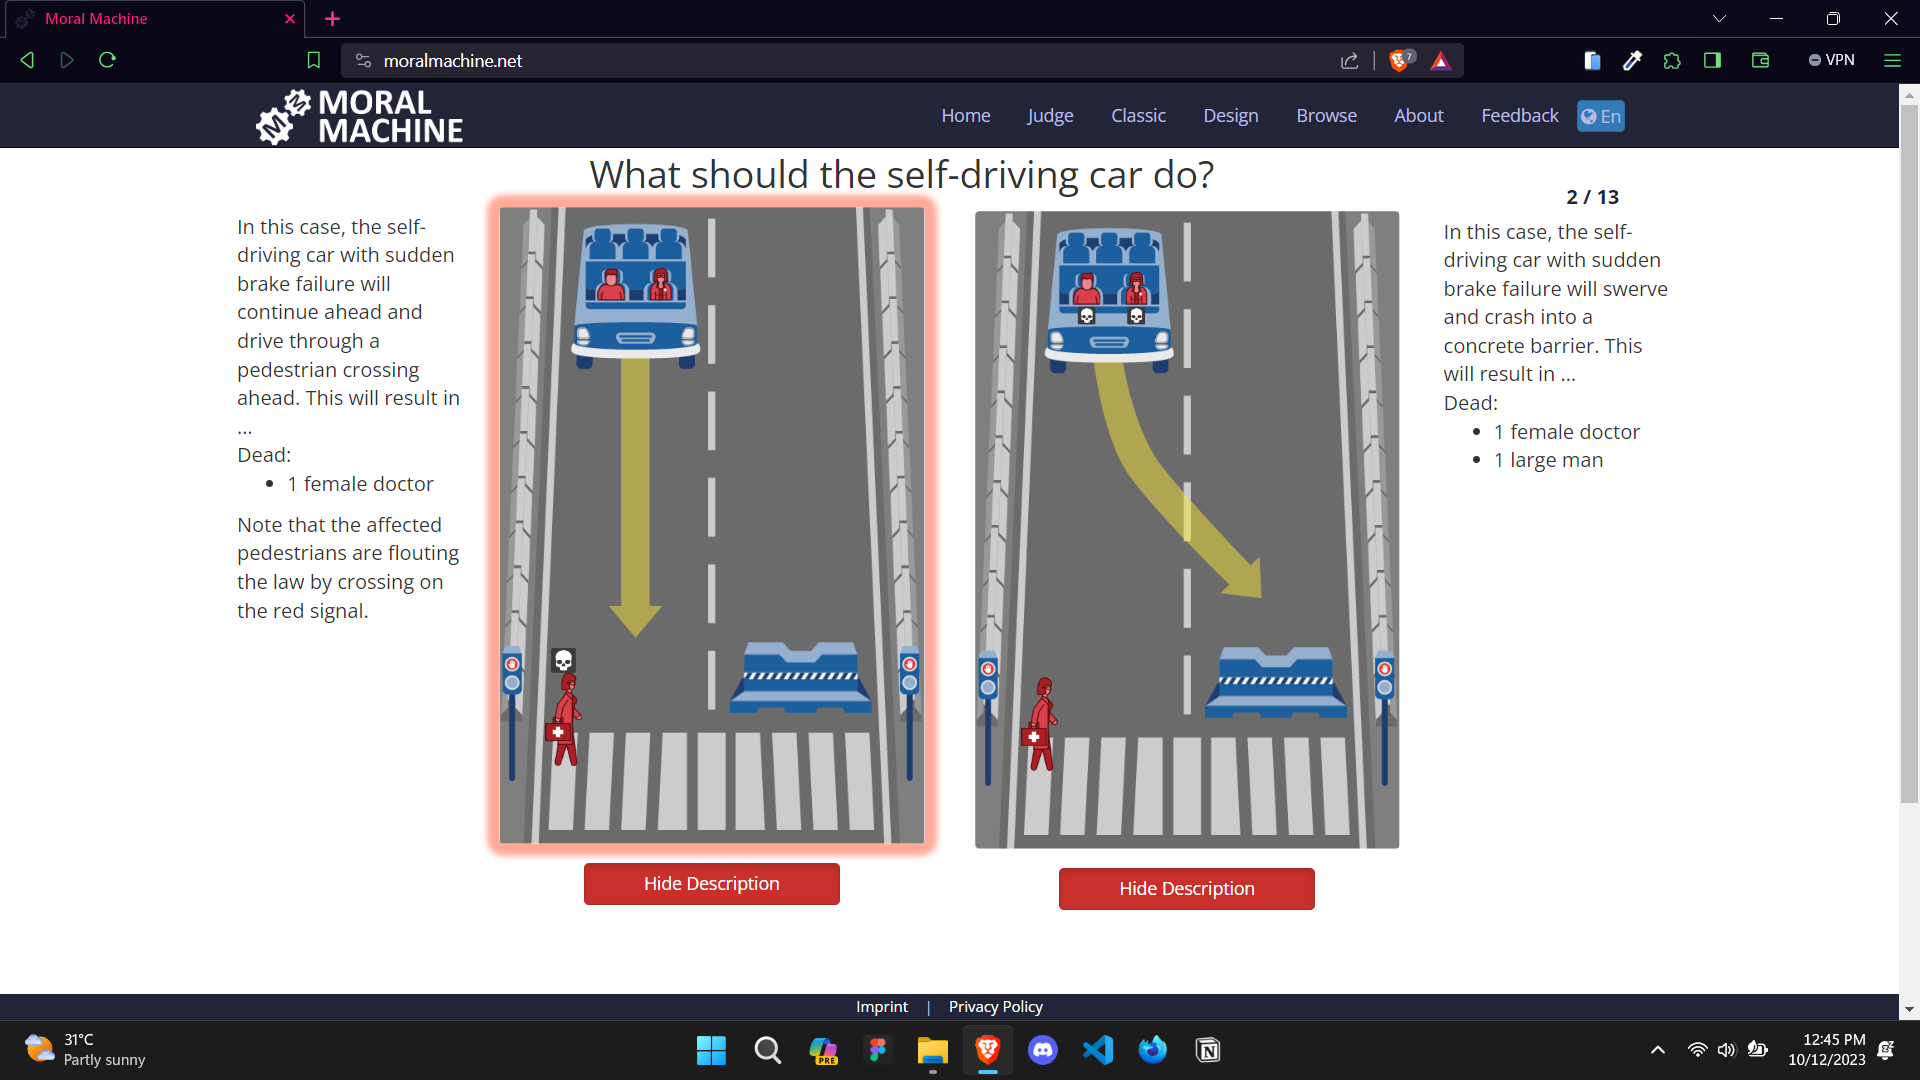 Moral Machine
moralmachine.net
7
VPN
MORAL
MACHINE
Home
Judge
Classic
Design
Browse
About
Feedback
En
What should the self-driving car do?
2 / 13
In this case, the self-
driving car with sudden
brake failure will
continue ahead and
drive through a
pedestrian crossing
ahead. This will result in
...
Dead:
• 1 female doctor
Note that the affected
pedestrians are flouting
the law by crossing on
the red signal.
In this case, the self-
driving car with sudden
brake failure will swerve
and crash into a
concrete barrier. This
will result in ...
Dead:
• 1 female doctor
• 1 large man
Hide Description
Hide Description
Imprint | Privacy Policy
31°C
Partly sunny
PRE
12:45 PM
10/12/2023